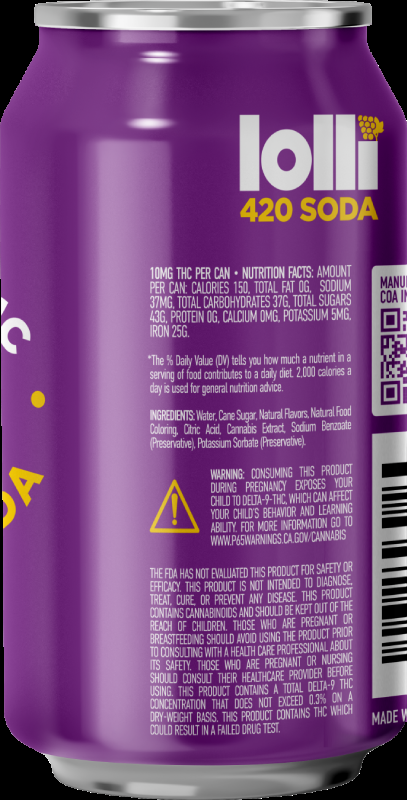 lolli
420 SODA
10MG THC PER CAN • NUTRITION FACTS: AMOUNT
PER CAN: CALORIES 150, TOTAL FAT 0G, SODIUM
37MG, TOTAL CARBOHYDRATES 37G, TOTAL SUGARS
43G, PROTEIN 0G, CALCIUM 0MG, POTASSIUM 5MG,
IRON 25G.
*The % Daily Value (DV) tells you how much a nutrient in a
serving of food contributes to a daily diet. 2,000 calories a
day is used for general nutrition advice.
INGREDIENTS: Water, Cane Sugar, Natural Flavors, Natural Food
Coloring, Citric Acid, Cannabis Extract, Sodium Benzoate
(Preservative), Potassium Sorbate (Preservative).
WARNING: CONSUMING THIS PRODUCT
DURING PREGNANCY EXPOSES YOUR
CHILD TO DELTA-9-THC, WHICH CAN AFFECT
YOUR CHILD'S BEHAVIOR AND LEARNING
ABILITY. FOR MORE INFORMATION GO TO
WWW.P65WARNINGS.CA.GOV/CANNABIS
THE FDA HAS NOT EVALUATED THIS PRODUCT FOR SAFETY OR
EFFICACY. THIS PRODUCT IS NOT INTENDED TO DIAGNOSE,
TREAT, CURE, OR PREVENT ANY DISEASE. THIS PRODUCT
CONTAINS CANNABINOIDS AND SHOULD BE KEPT OUT OF THE
REACH OF CHILDREN. THOSE WHO ARE PREGNANT OR
BREASTFEEDING SHOULD AVOID USING THE PRODUCT PRIOR
TO CONSULTING WITH A HEALTH CARE PROFESSIONAL ABOUT
ITS SAFETY. THOSE WHO ARE PREGNANT OR NURSING
SHOULD CONSULT THEIR HEALTHCARE PROVIDER BEFORE
USING. THIS PRODUCT CONTAINS A TOTAL DELTA-9 THC
CONCENTRATION THAT DOES NOT EXCEED 0.3% ON A
DRY-WEIGHT BASIS. THIS PRODUCT CONTAINS THC WHICH
COULD RESULT IN A FAILED DRUG TEST.
COA IN
MADE W